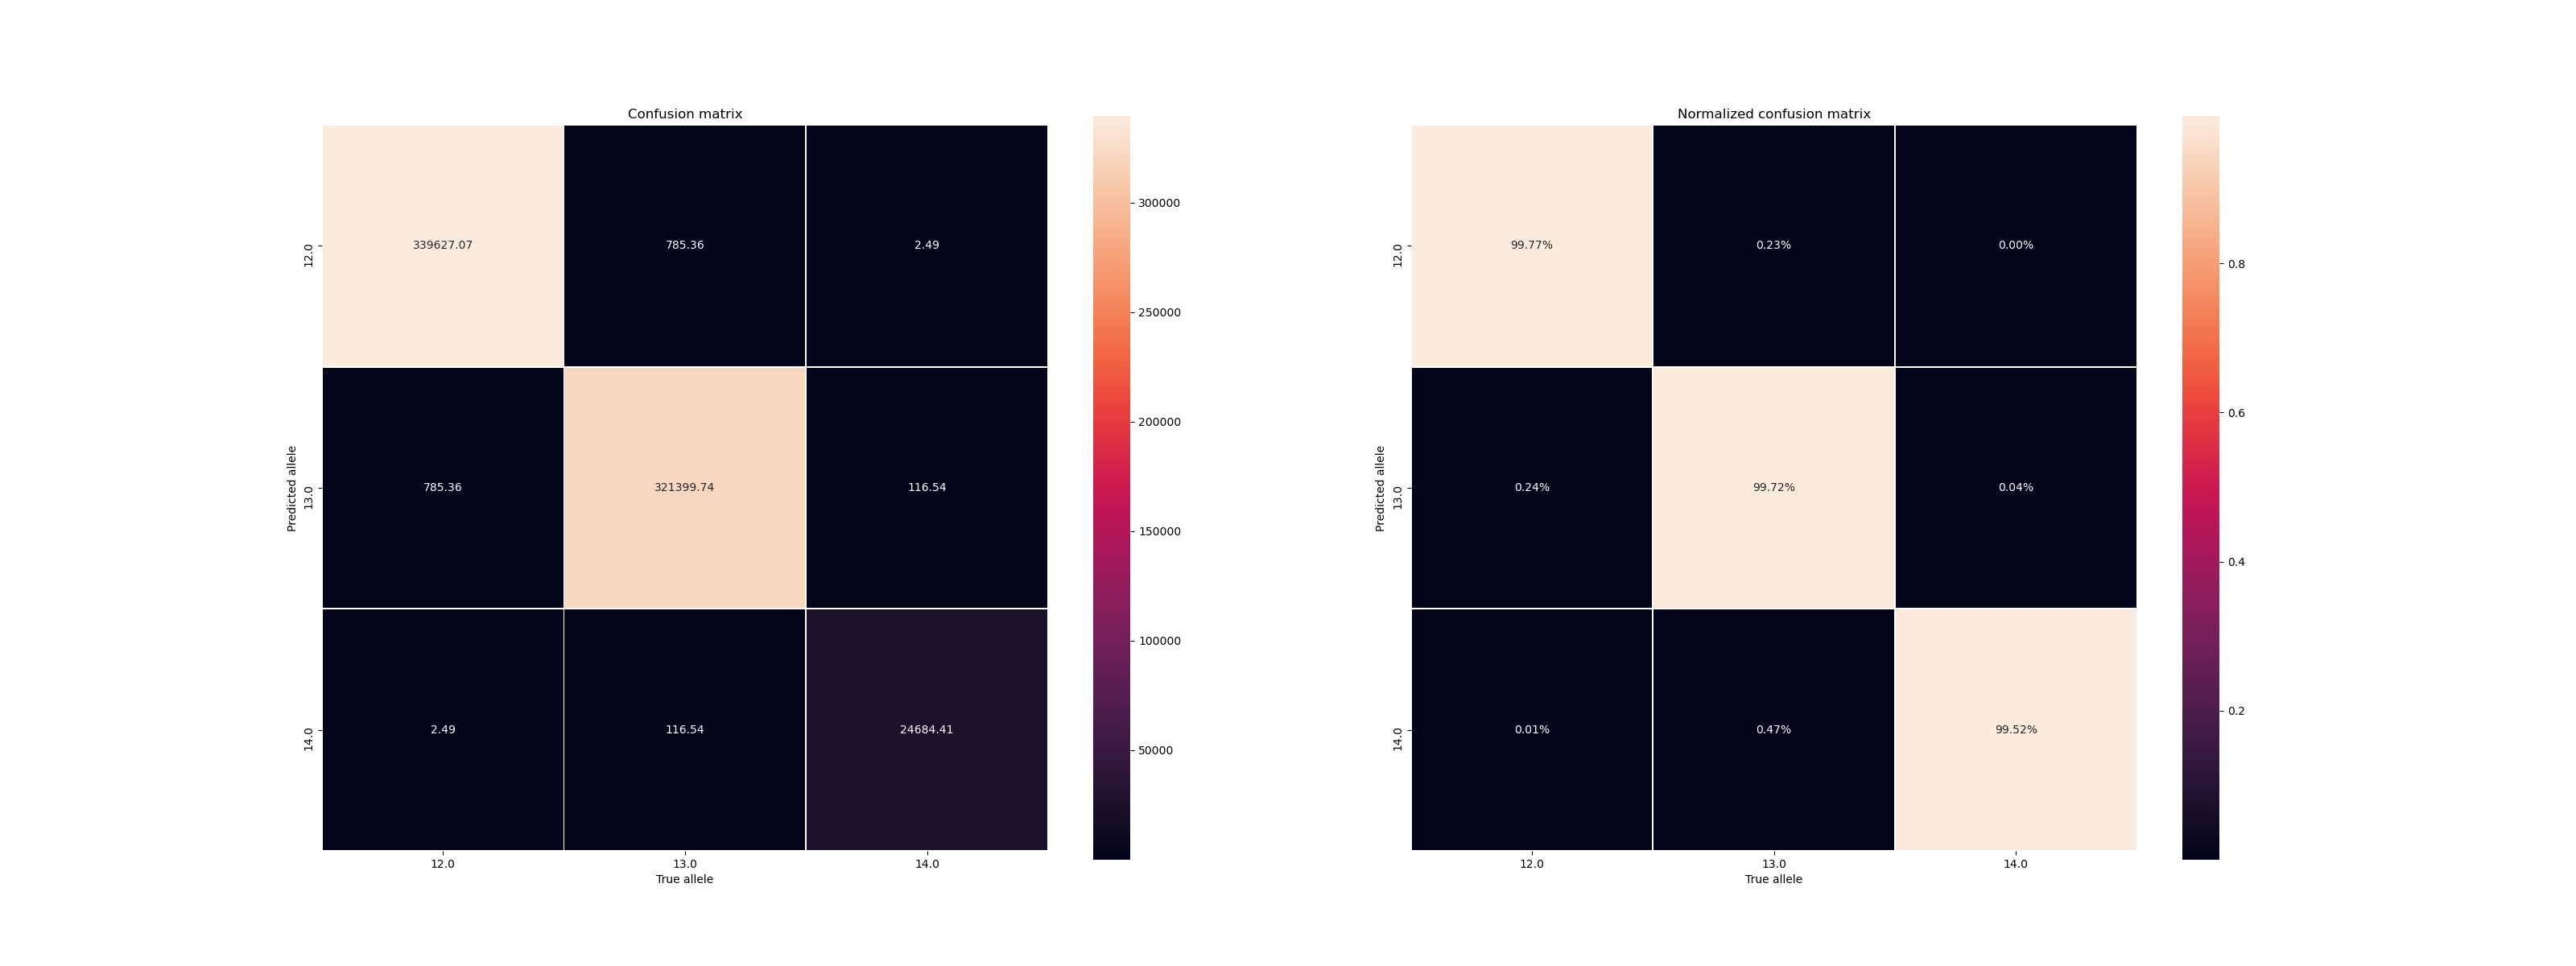 Confusion matrix
339627.07 785.36 2.49
785.36 321399.74 116.54
2.49 116.54 24684.41
12.0
13.0
14.0
Predicted allele
12.0 13.0 14.0
True allele
300000
250000
200000
150000
100000
50000
Normalized confusion matrix
99.77% 0.23% 0.00%
0.24% 99.72% 0.04%
0.01% 0.47% 99.52%
12.0
13.0
14.0
Predicted allele
12.0 13.0 14.0
True allele
0.8
0.6
0.4
0.2